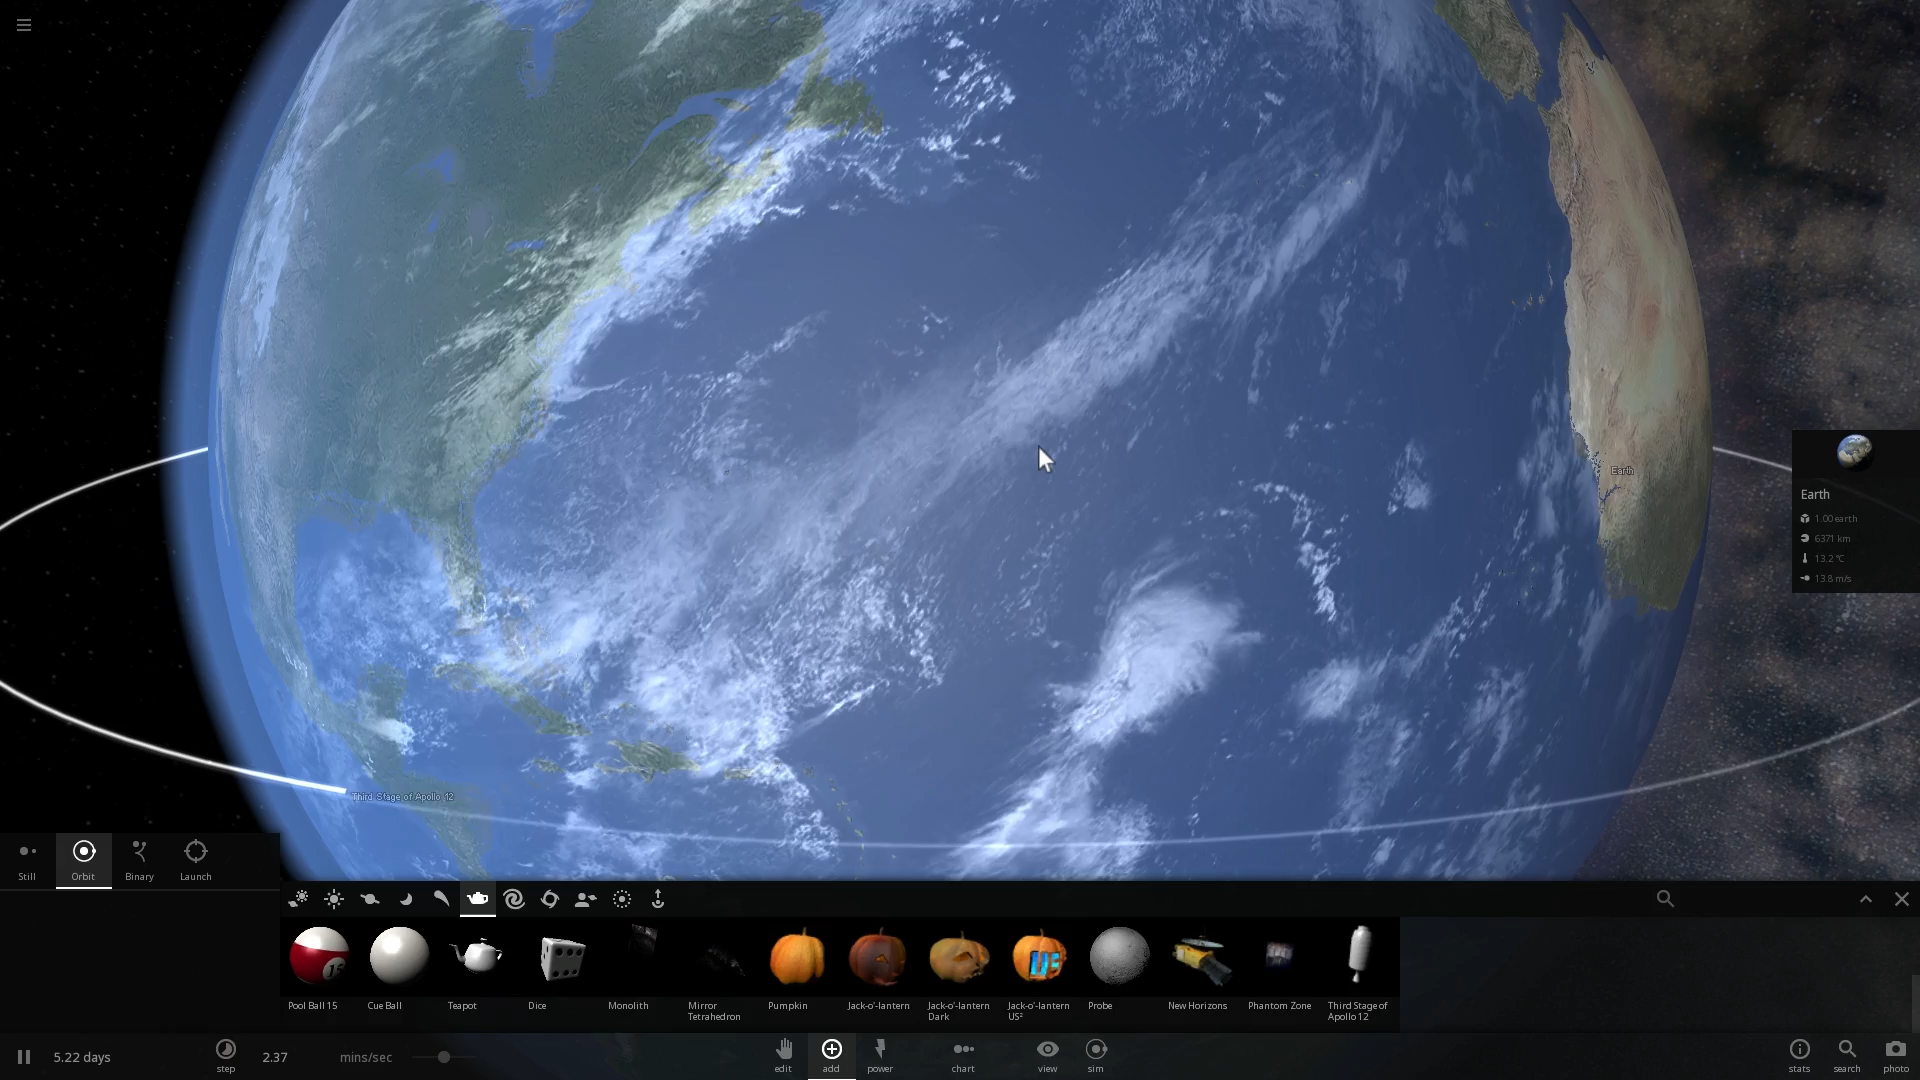 Earth
Earth
1.00 earth
6371 km
13.2 °C
13.8 m/s
Third Stage of Apollo 12
Still
Orbit
Binary
Launch
Pool Ball 15
Cue Ball
Teapot
Dice
Monolith
Mirror
Tetrahedron
Pumpkin
Jack-o'-lantern
Jack-o'-lantern
Dark
Jack-o'-lantern
US²
Probe
New Horizons
Phantom Zone
Third Stage of
Apollo 12
5.22 days
step
2.37
mins/sec
edit
add
power
chart
view
sim
stats
search
photo